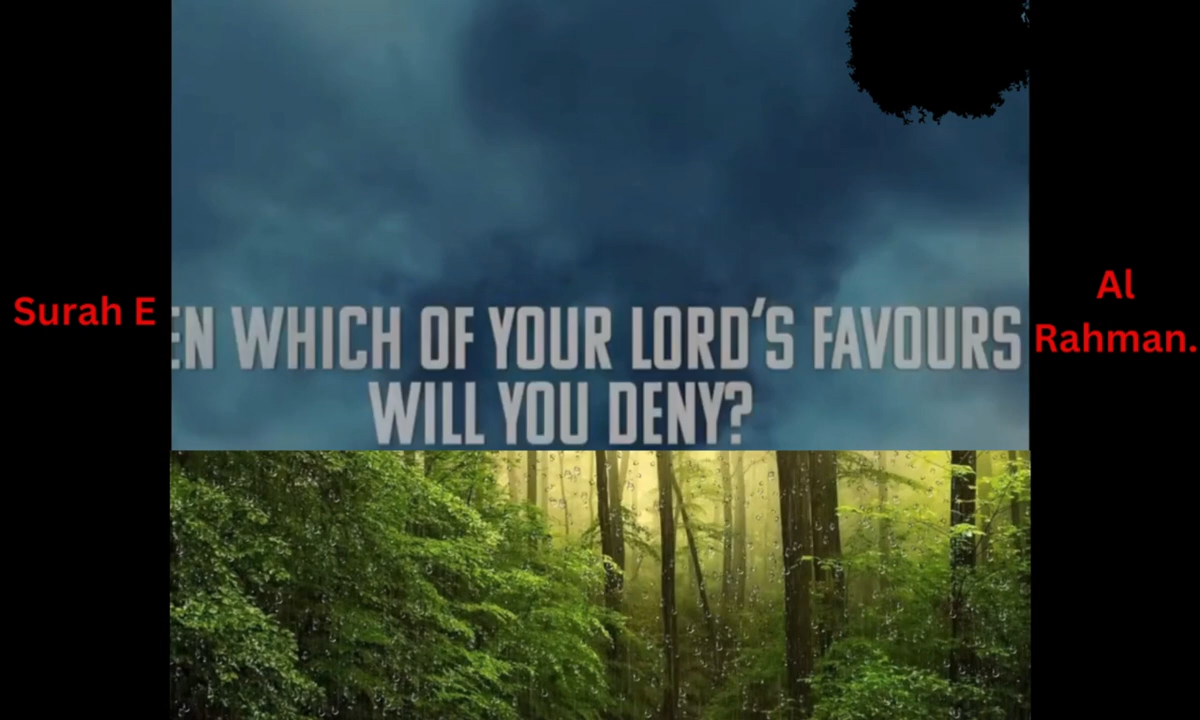 Surah E
EN WHICH OF YOUR LORD'S FAVOURS
WILL YOU DENY?
Al
Rahman.